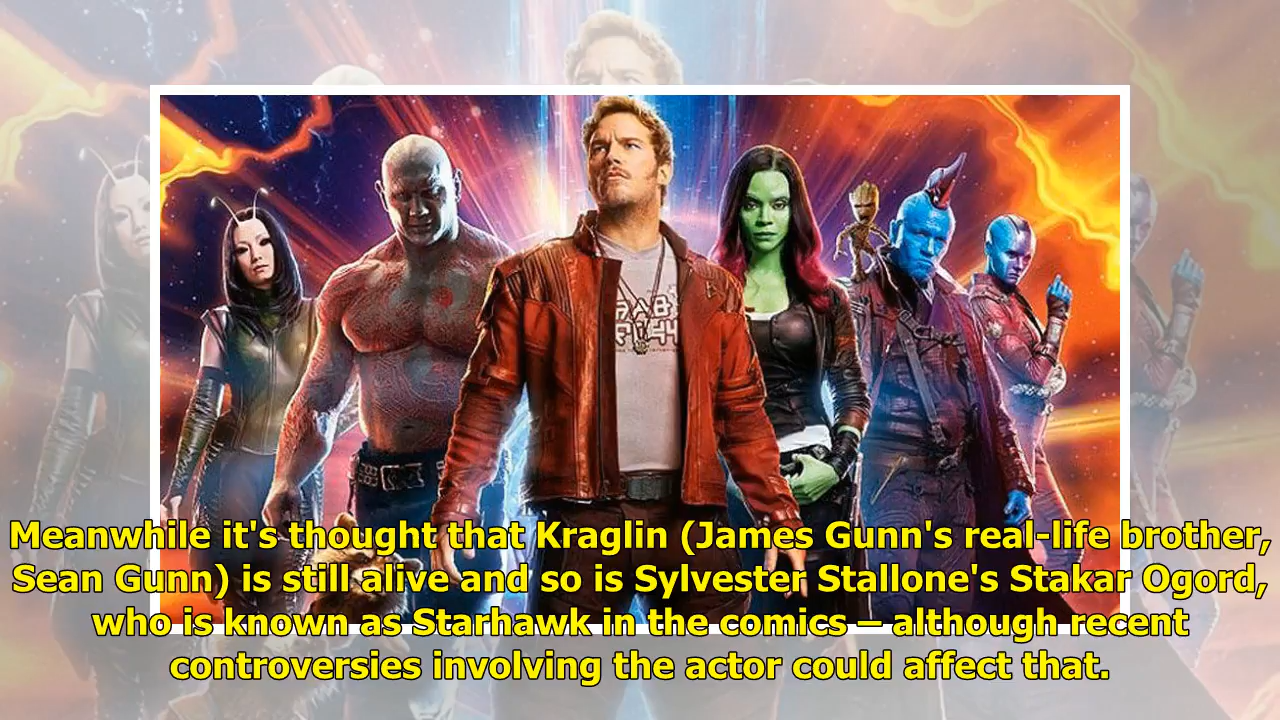 Meanwhile it's thought that Kraglin (James Gunn's real-life brother,
Sean Gunn) is still alive and so is Sylvester Stallone's Stakar Ogord,
who is known as Starhawk in the comics — although recent
controversies involving the actor could affect that.